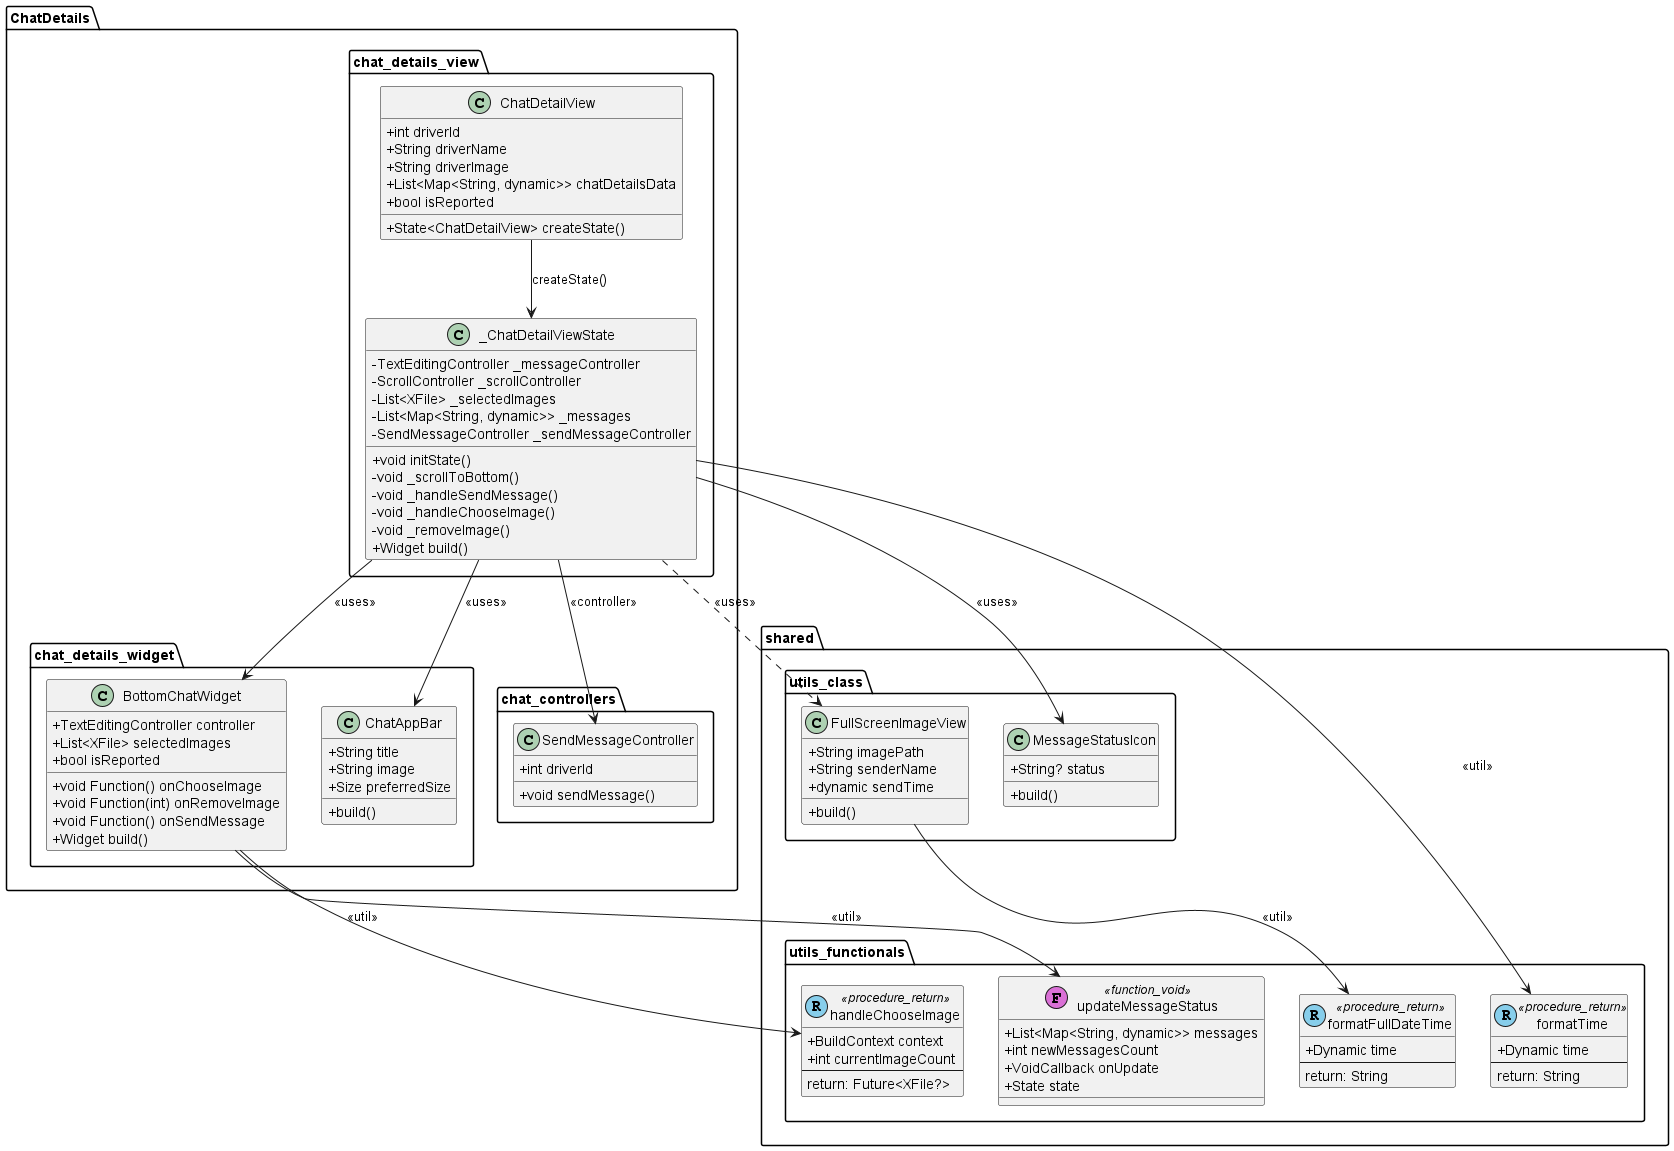 ChatDetails
chat_details_view
C ChatDetailView
+int driverId
+String driverName
+String driverImage
+List<Map<String, dynamic>> chatDetailsData
+bool isReported
+State<ChatDetailView> createState()
createState()
C _ChatDetailViewState
-TextEditingController _messageController
-ScrollController _scrollController
-List<XFile> _selectedImages
-List<Map<String, dynamic>> _messages
-SendMessageController _sendMessageController
+void initState()
-void _scrollToBottom()
-void _handleSendMessage()
-void _handleChooseImage()
-void _removeImage()
+Widget build()
«uses»
«uses»
«controller»
«uses»
«uses»
«util»
chat_details_widget
C BottomChatWidget
+TextEditingController controller
+List<XFile> selectedImages
+bool isReported
+void Function() onChooseImage
+void Function(int) onRemoveImage
+void Function() onSendMessage
+Widget build()
C ChatAppBar
+String title
+String image
+Size preferredSize
+build()
chat_controllers
C SendMessageController
+int driverId
+void sendMessage()
shared
utils_class
C FullScreenImageView
+String imagePath
+String senderName
+dynamic sendTime
+build()
C MessageStatusIcon
+String? status
+build()
«util»
«util»
«util»
utils_functionals
R «procedure_return»
handleChooseImage
+BuildContext context
+int currentImageCount
return: Future<XFile?>
F «function_void»
updateMessageStatus
+List<Map<String, dynamic>> messages
+int newMessagesCount
+VoidCallback onUpdate
+State state
R «procedure_return»
formatFullDateTime
+Dynamic time
return: String
R «procedure_return»
formatTime
+Dynamic time
return: String